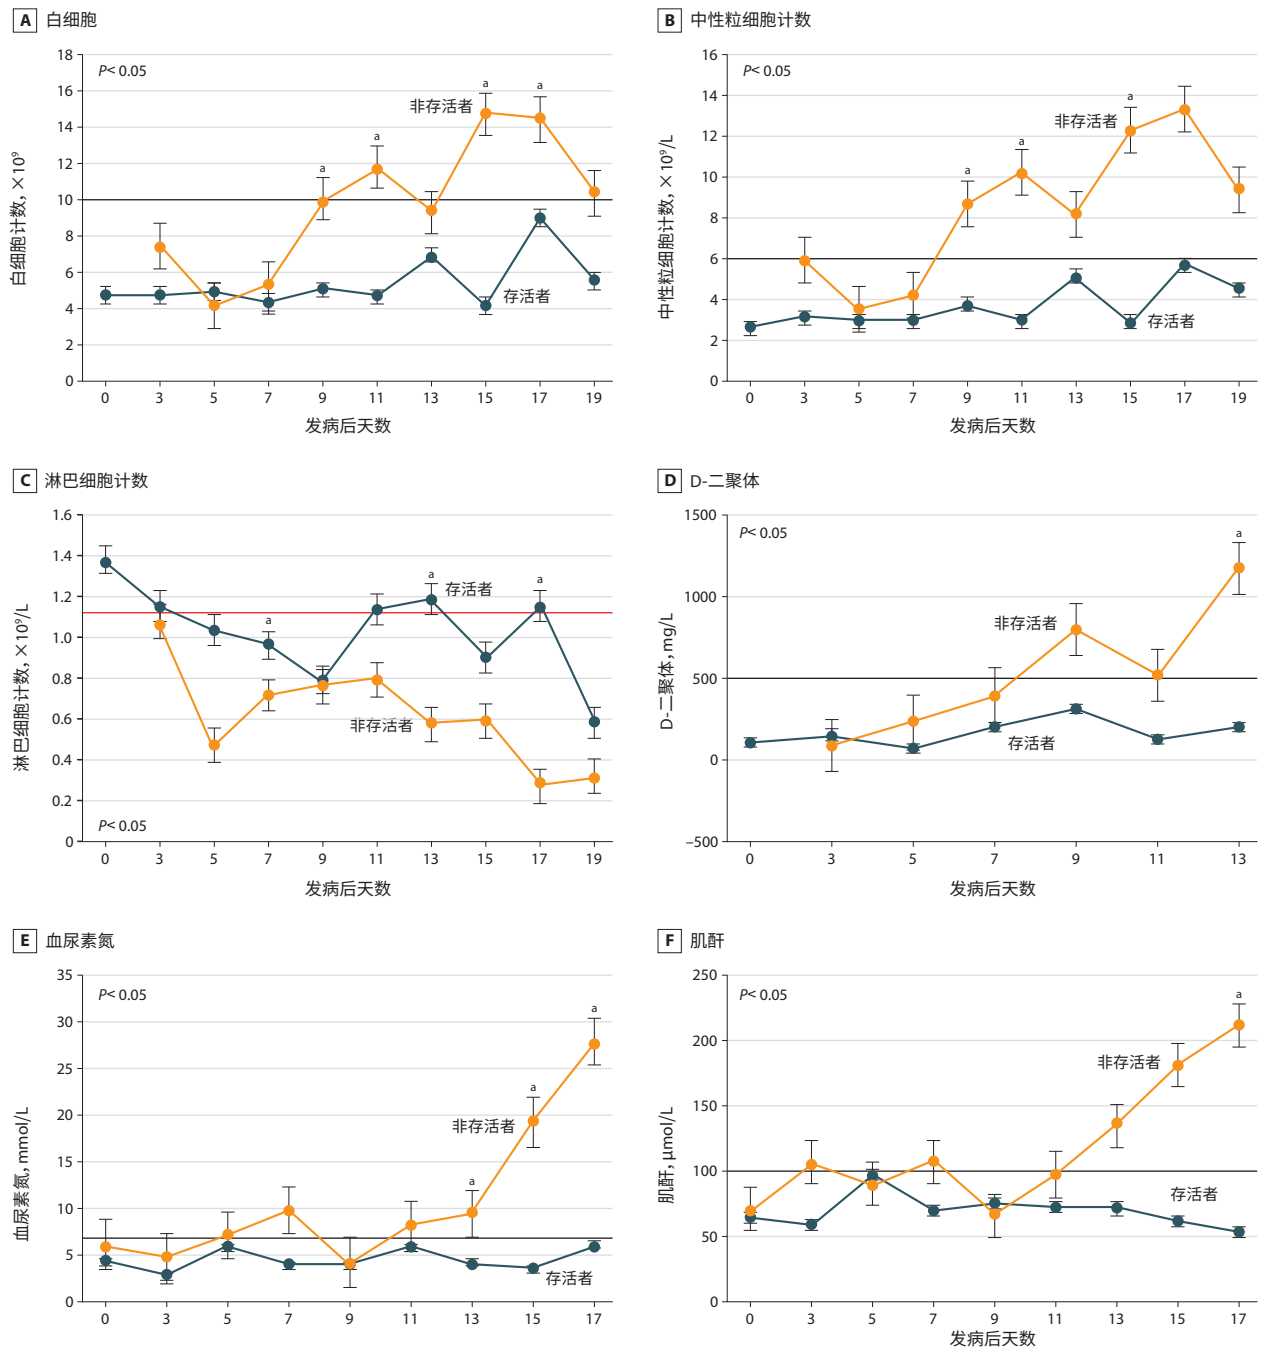 A 白细胞
P< 0.05
白细胞计数, ×10⁹
18
16
14
12
10
8
6
4
2
0
a
a
a
a
非存活者
存活者
0 3 5 7 9 11 13 15 17 19
发病后天数
B 中性粒细胞计数
P< 0.05
中性粒细胞计数, ×10⁹/L
16
14
12
10
8
6
4
2
0
a
a
a
非存活者
存活者
0 3 5 7 9 11 13 15 17 19
发病后天数
C 淋巴细胞计数
淋巴细胞计数, ×10⁹/L
1.6
1.4
1.2
1.0
0.8
0.6
0.4
0.2
0
a
a
a
存活者
非存活者
P< 0.05
0 3 5 7 9 11 13 15 17 19
发病后天数
D D-二聚体
P< 0.05
D-二聚体, mg/L
1500
1000
500
0
–500
a
非存活者
存活者
0 3 5 7 9 11 13
发病后天数
E 血尿素氮
P< 0.05
血尿素氮, mmol/L
35
30
25
20
15
10
5
0
a
a
a
非存活者
存活者
0 3 5 7 9 11 13 15 17
F 肌酐
P< 0.05
肌酐, μmol/L
250
200
150
100
50
0
a
非存活者
存活者
0 3 5 7 9 11 13 15 17
发病后天数